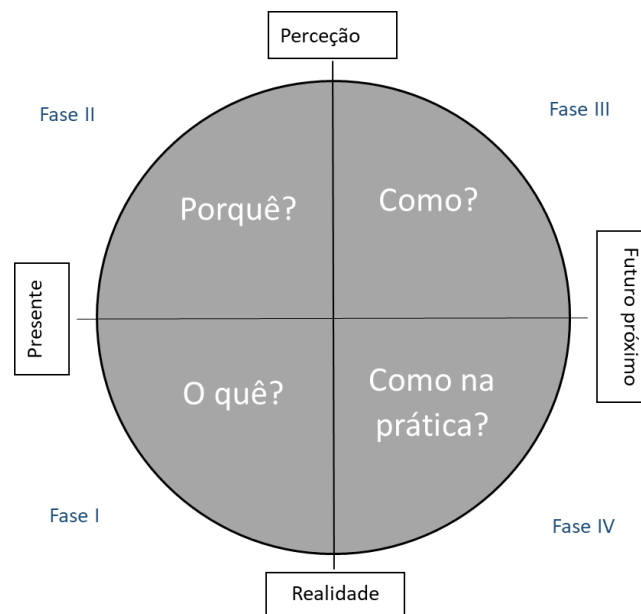 Perceção
Fase II
Fase III
Porquê?
Como?
Presente
Futuro próximo
O quê?
Como na
prática?
Fase I
Fase IV
Realidade